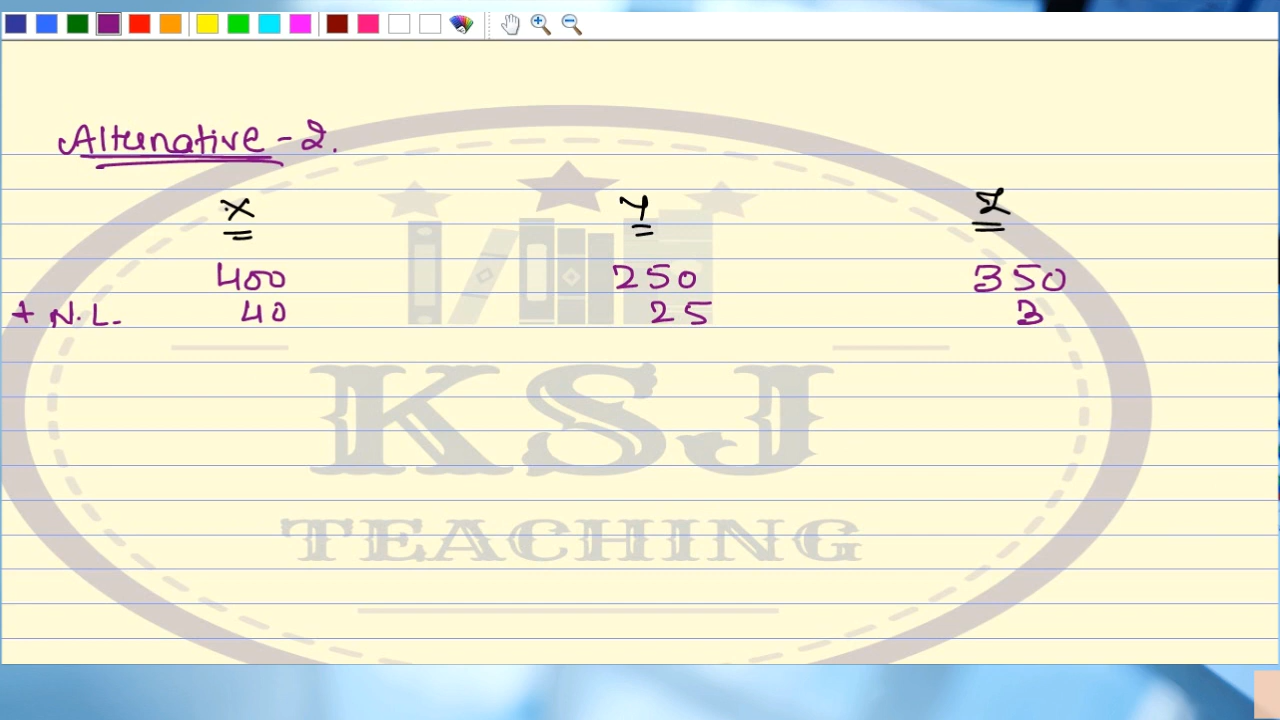 Alternative - 2.
X Y Z
400 250 350
+ N.L. 40 25 3
KSJ
TEACHING